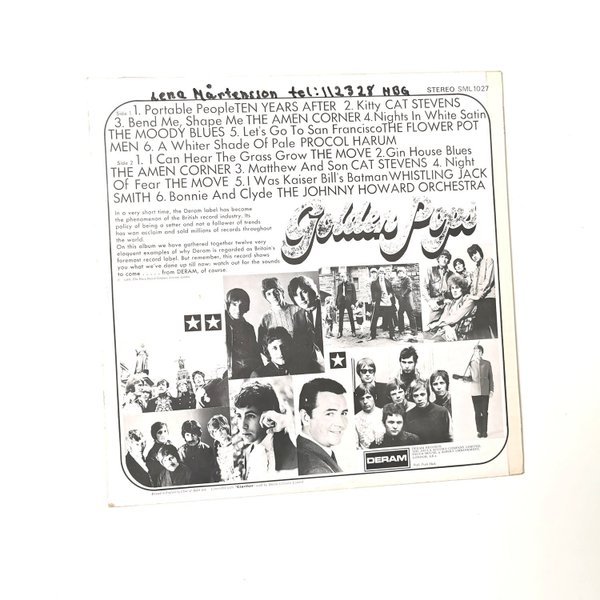 Lena Mårtensson tel: 112328 HBG
STEREO SML 1027
Side 1 1. Portable People TEN YEARS AFTER 2. Kitty CAT STEVENS
3. Bend Me, Shape Me THE AMEN CORNER 4. Nights In White Satin
THE MOODY BLUES 5. Let's Go To San Francisco THE FLOWER POT
MEN 6. A Whiter Shade Of Pale PROCOL HARUM
Side 2 1. I Can Hear The Grass Grow THE MOVE 2. Gin House Blues
THE AMEN CORNER 3. Matthew And Son CAT STEVENS 4. Night
Of Fear THE MOVE 5. I Was Kaiser Bill's Batman WHISTLING JACK
SMITH 6. Bonnie And Clyde THE JOHNNY HOWARD ORCHESTRA
In a very short time, the Deram label has become
the phenomenon of the British record industry. Its
policy of being a setter and not a follower of trends
has won acclaim and sold millions of records throughout
the world.
On this album we have gathered together twelve very
eloquent examples of why Deram is regarded as Britain's
foremost record label. But remember, this record shows
you what we've done up till now: watch out for the sounds
to come ..... from DERAM, of course.
Golden Pops
DERAM